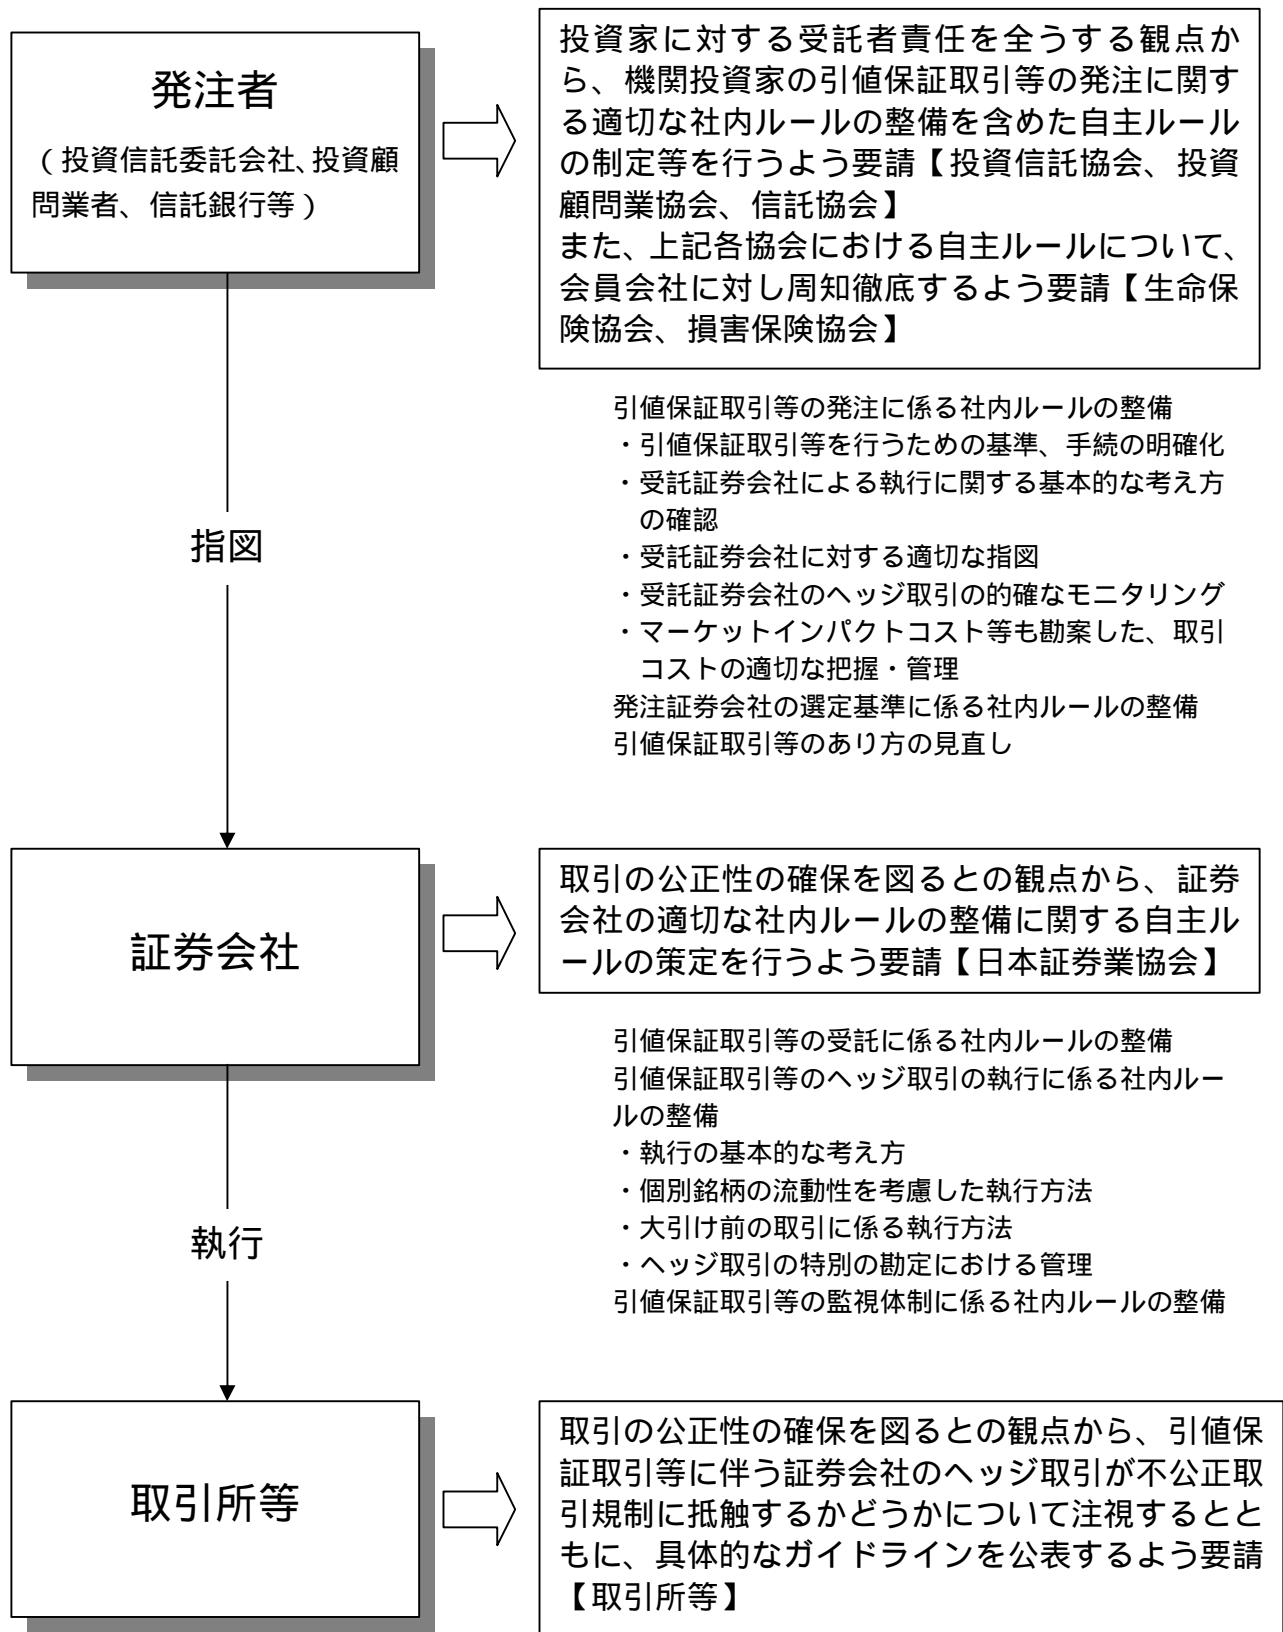 発注者
（投資信託委託会社、投資顧
問業者、信託銀行等）
投資家に対する受託者責任を全うする観点か
ら、機関投資家の引値保証取引等の発注に関す
る適切な社内ルールの整備を含めた自主ルール
の制定等を行うよう要請【投資信託協会、投資
顧問業協会、信託協会】
また、上記各協会における自主ルールについて、
会員会社に対し周知徹底するよう要請【生命保
険協会、損害保険協会】
引値保証取引等の発注に係る社内ルールの整備
・引値保証取引等を行うための基準、手続の明確化
・受託証券会社による執行に関する基本的な考え方
の確認
・受託証券会社に対する適切な指図
・受託証券会社のヘッジ取引の的確なモニタリング
・マーケットインパクトコスト等も勘案した、取引
コストの適切な把握・管理
発注証券会社の選定基準に係る社内ルールの整備
引値保証取引等のあり方の見直し
指図
証券会社
取引の公正性の確保を図るとの観点から、証券
会社の適切な社内ルールの整備に関する自主ル
ールの策定を行うよう要請【日本証券業協会】
引値保証取引等の受託に係る社内ルールの整備
引値保証取引等のヘッジ取引の執行に係る社内ルー
ルの整備
・執行の基本的な考え方
・個別銘柄の流動性を考慮した執行方法
・大引け前の取引に係る執行方法
・ヘッジ取引の特別の勘定における管理
引値保証取引等の監視体制に係る社内ルールの整備
執行
取引所等
取引の公正性の確保を図るとの観点から、引値保
証取引等に伴う証券会社のヘッジ取引が不公正取
引規制に抵触するかどうかについて注視するとと
もに、具体的なガイドラインを公表するよう要請
【取引所等】